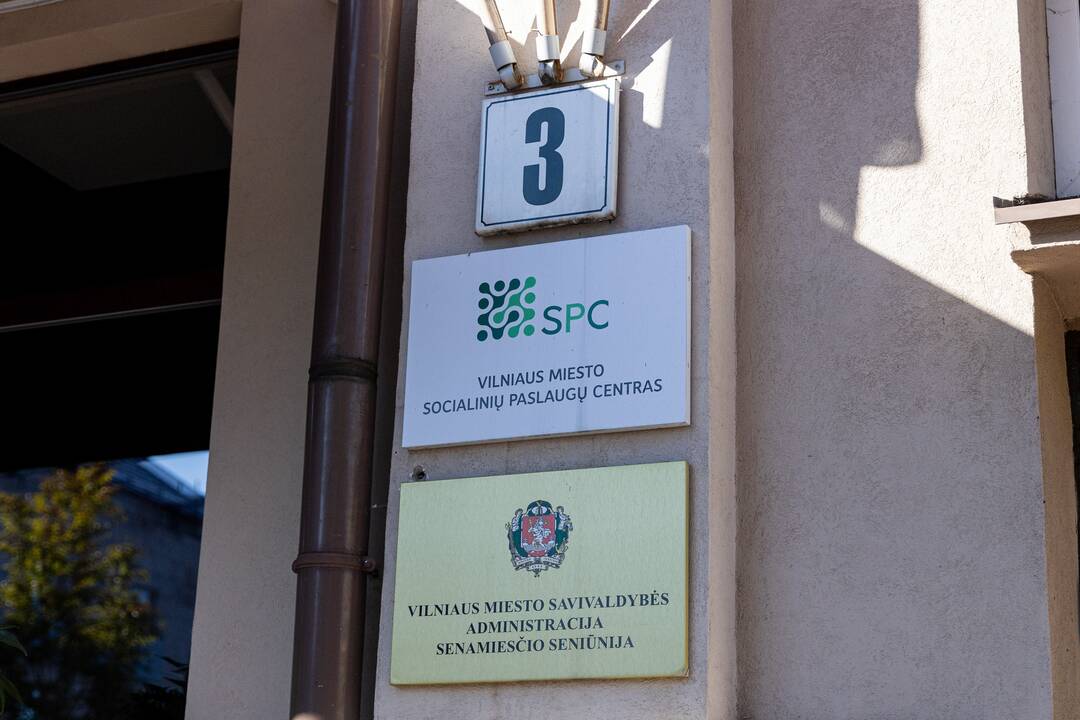 3
SPC
VILNIAUS MIESTO
SOCIALINIŲ PASLAUGŲ CENTRAS
VILNIAUS MIESTO SAVIVALDYBĖS
ADMINISTRACIJA
SENAMIESČIO SENIŪNIJA